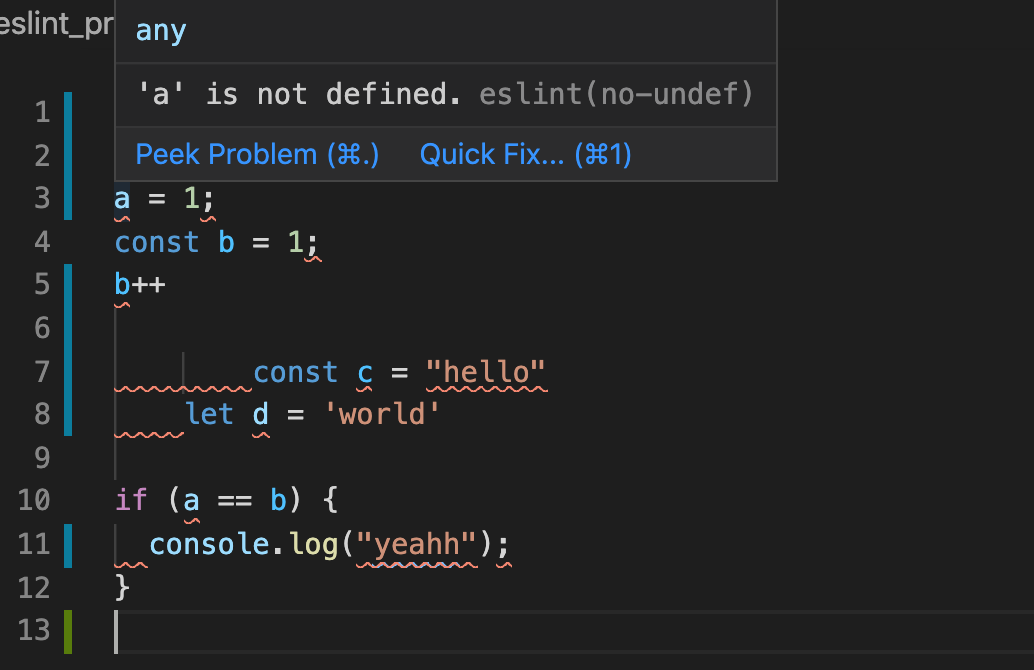 eslint_pr
any
'a' is not defined. eslint(no-undef)
Peek Problem (⌘.) Quick Fix... (⌘1)
1
2
3 a = 1;
4 const b = 1;
5 b++
6
7 const c = "hello"
8 let d = 'world'
9
10 if (a == b) {
11 console.log("yeahh");
12 }
13